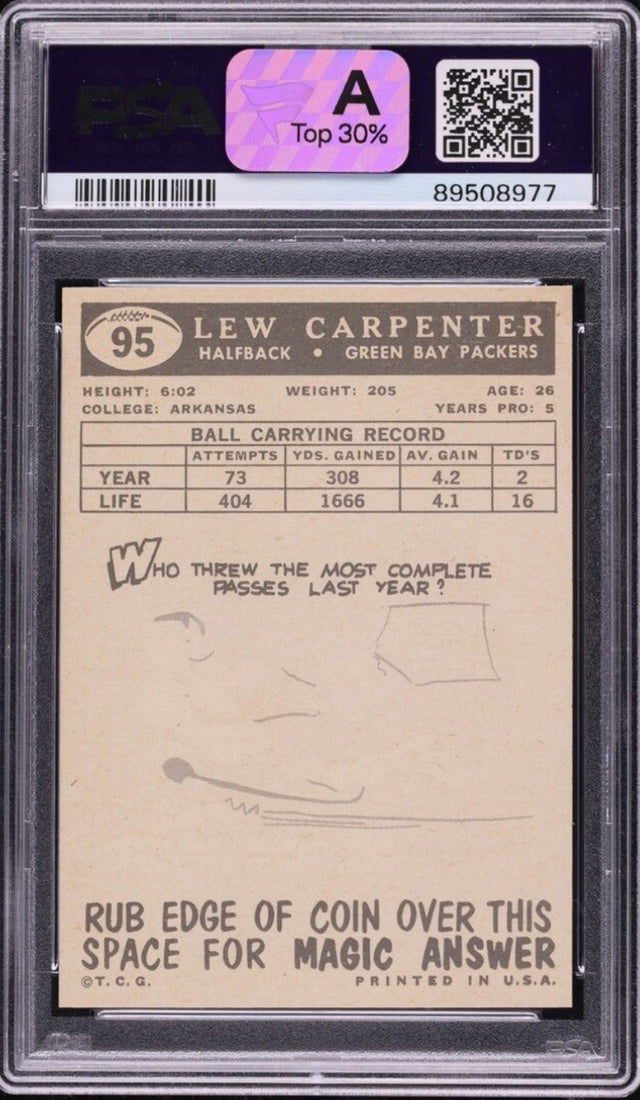 PSA
A
Top 30%
89508977
95
LEW CARPENTER
HALFBACK • GREEN BAY PACKERS
HEIGHT: 6:02 WEIGHT: 205 AGE: 26
COLLEGE: ARKANSAS YEARS PRO: 5
BALL CARRYING RECORD
ATTEMPTS YDS. GAINED AV. GAIN TD'S
YEAR 73 308 4.2 2
LIFE 404 1666 4.1 16
WHO THREW THE MOST COMPLETE
PASSES LAST YEAR?
RUB EDGE OF COIN OVER THIS
SPACE FOR MAGIC ANSWER
©T.C.G. PRINTED IN U.S.A.
PSA